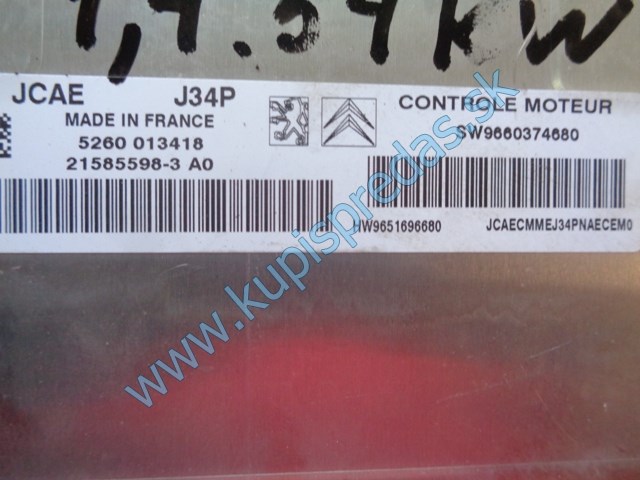 1,4. 54kW
JCAE J34P
MADE IN FRANCE
5260 013418
21585598-3 A0
CONTROLE MOTEUR
SW9660374680
HW9651696680
JCAECMMEJ34PNAECEM0
www.kupispredas.sk